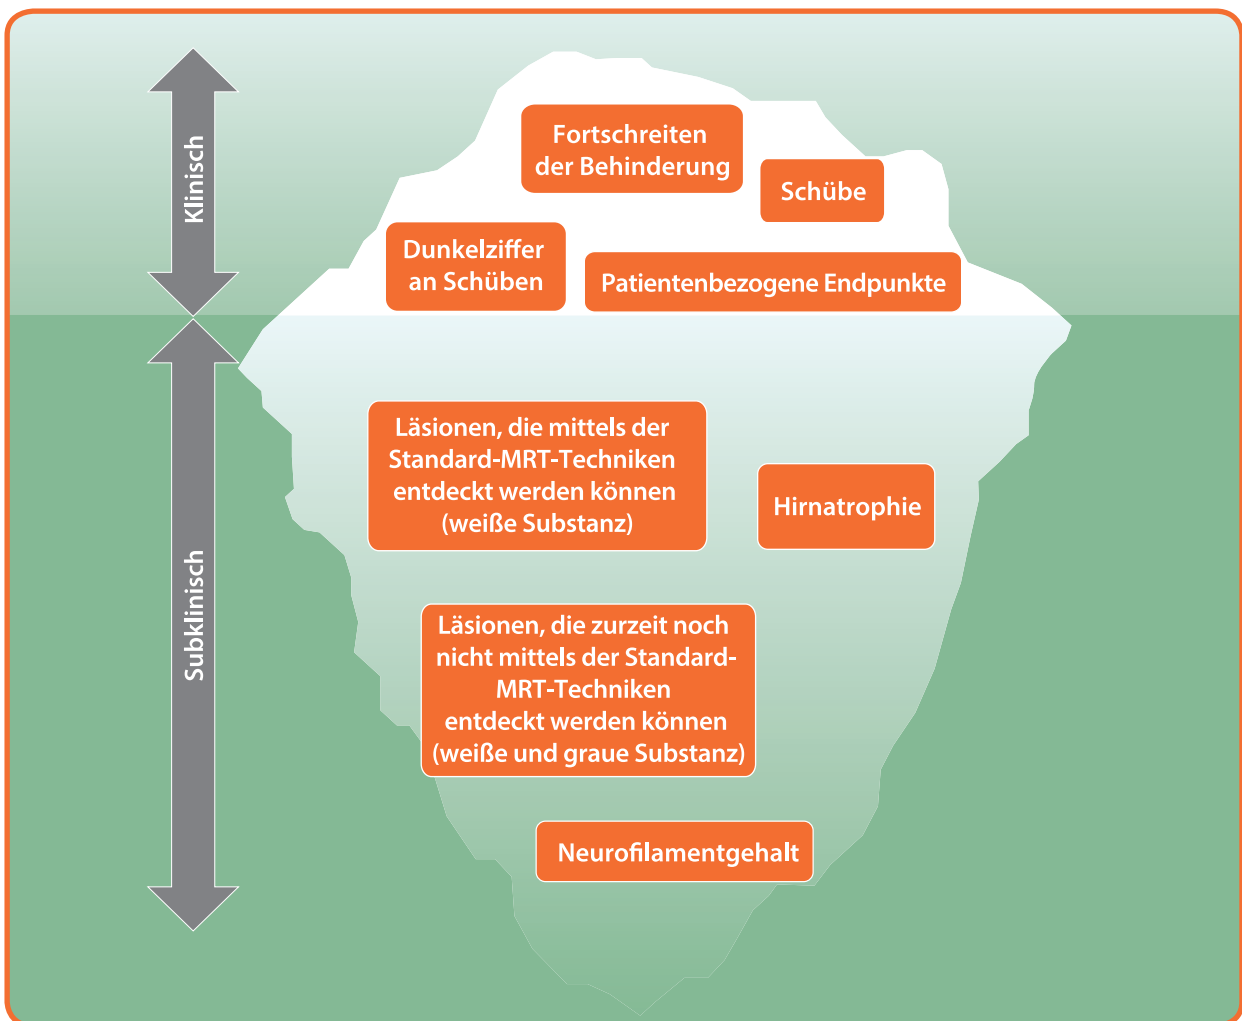 Klinisch
Fortschreiten
der Behinderung
Schübe
Dunkelziffer
an Schüben
Patientenbezogene Endpunkte
Subklinisch
Läsionen, die mittels der
Standard-MRT-Techniken
entdeckt werden können
(weiße Substanz)
Hirnatrophie
Läsionen, die zurzeit noch
nicht mittels der Standard-
MRT-Techniken
entdeckt werden können
(weiße und graue Substanz)
Neurofilamentgehalt